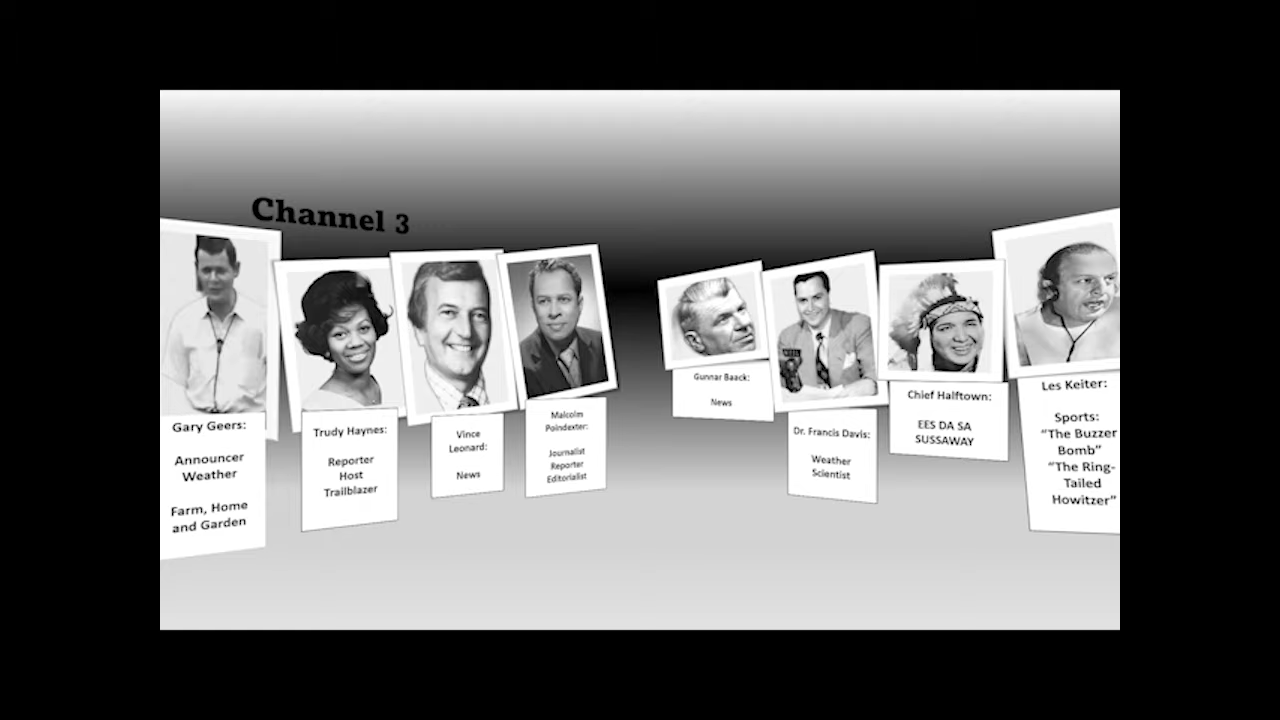 Channel 3
Gary Geers:
Announcer
Weather
Farm, Home
and Garden
Trudy Haynes:
Reporter
Host
Trailblazer
Vince
Leonard:
News
Malcolm
Poindexter:
Journalist
Reporter
Editorialist
Gunnar Baack:
News
Dr. Francis Davis:
Weather
Scientist
Chief Halftown:
EES DA SA
SUSSAWAY
Les Keiter:
Sports:
“The Buzzer
Bomb”
“The Ring-
Tailed
Howitzer”